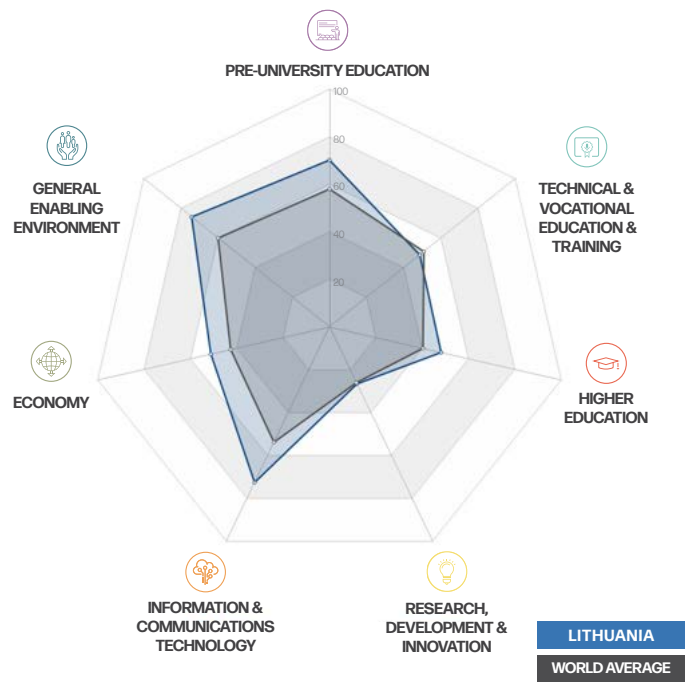 PRE-UNIVERSITY EDUCATION
100
80
60
40
20
GENERAL
ENABLING
ENVIRONMENT
TECHNICAL &
VOCATIONAL
EDUCATION &
TRAINING
ECONOMY
HIGHER
EDUCATION
INFORMATION &
COMMUNICATIONS
TECHNOLOGY
RESEARCH,
DEVELOPMENT &
INNOVATION
LITHUANIA
WORLD AVERAGE